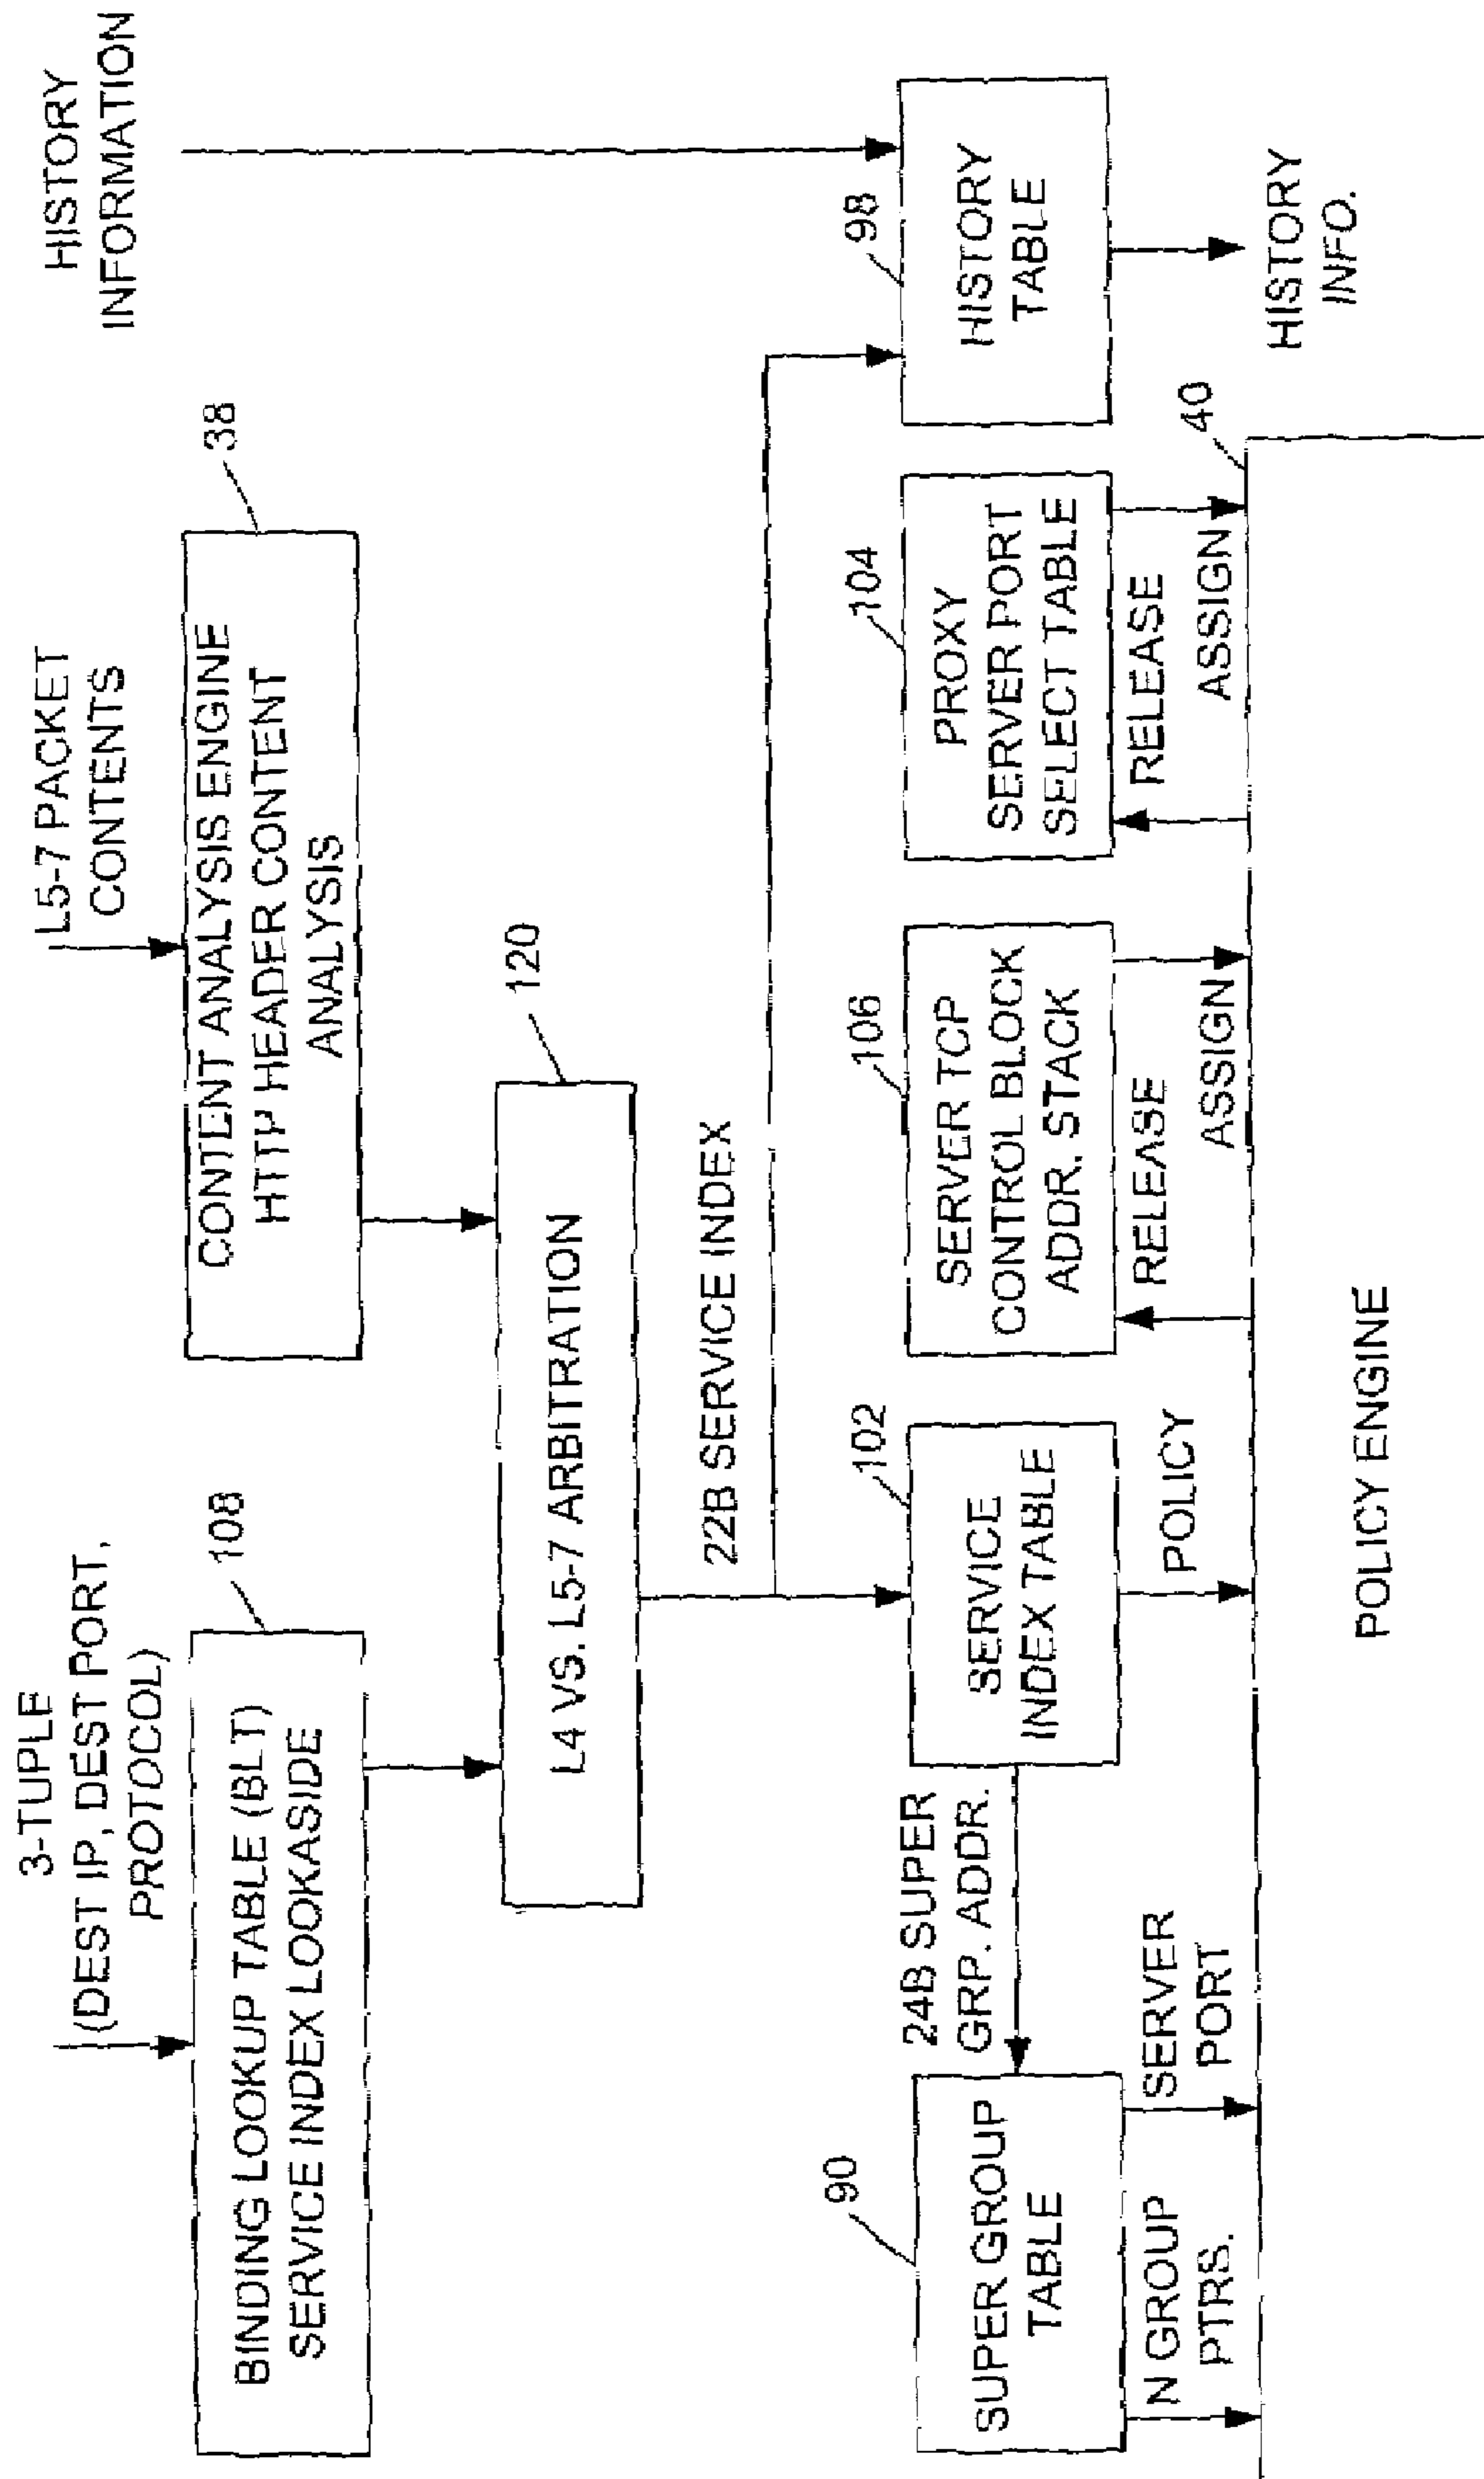 3-TUPLE
(DEST IP, DEST PORT,
PROTOCOL)
L5-7 PACKET
CONTENTS
HISTORY
INFORMATION
108
BINDING LOOKUP TABLE (BLT)
SERVICE INDEX LOOKASIDE
38
CONTENT ANALYSIS ENGINE
HTTP HEADER CONTENT
ANALYSIS
120
L4 VS. L5-7 ARBITRATION
22B SERVICE INDEX
90
SUPER GROUP
TABLE
24B SUPER
GRP. ADDR.
102
SERVICE
INDEX TABLE
106
SERVER TCP
CONTROL BLOCK
ADDR. STACK
104
PROXY
SERVER PORT
SELECT TABLE
98
HISTORY
TABLE
N GROUP
PTRS.
SERVER
PORT
POLICY
RELEASE
ASSIGN
RELEASE
ASSIGN
40
HISTORY
INFO.
POLICY ENGINE